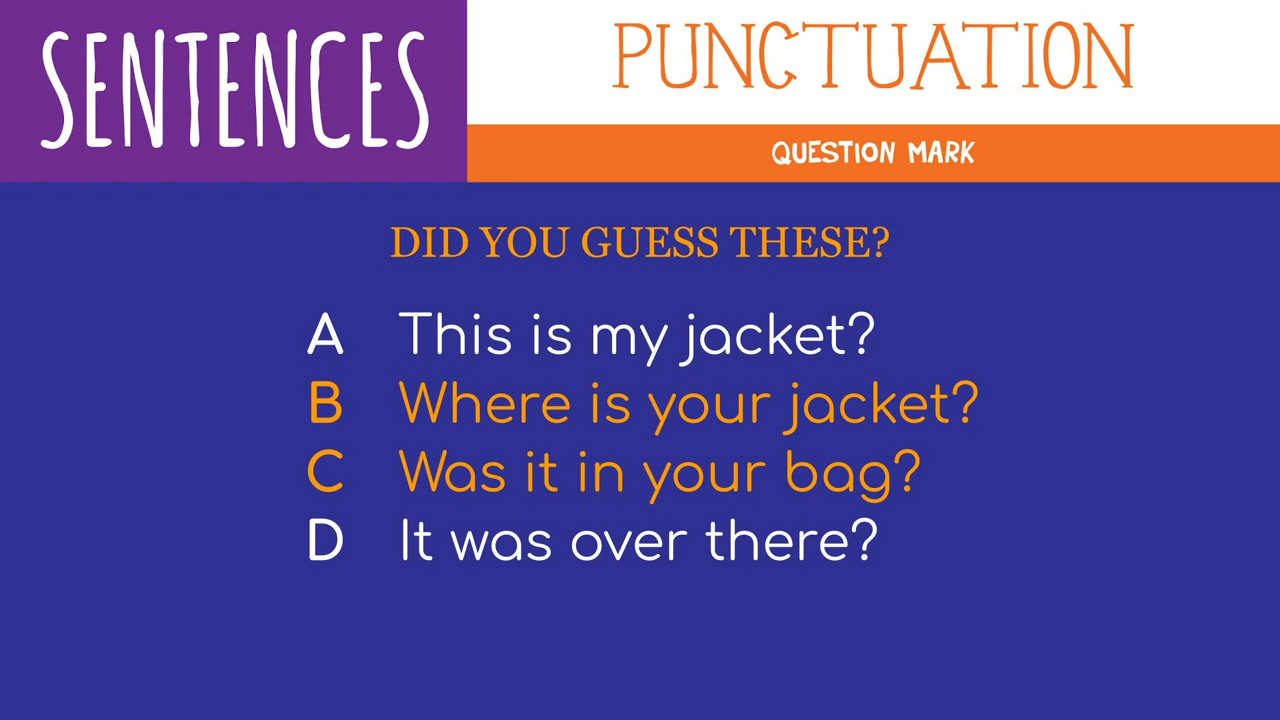 SENTENCES
PUNCTUATION
QUESTION MARK
DID YOU GUESS THESE?
A This is my jacket?
B Where is your jacket?
C Was it in your bag?
D It was over there?